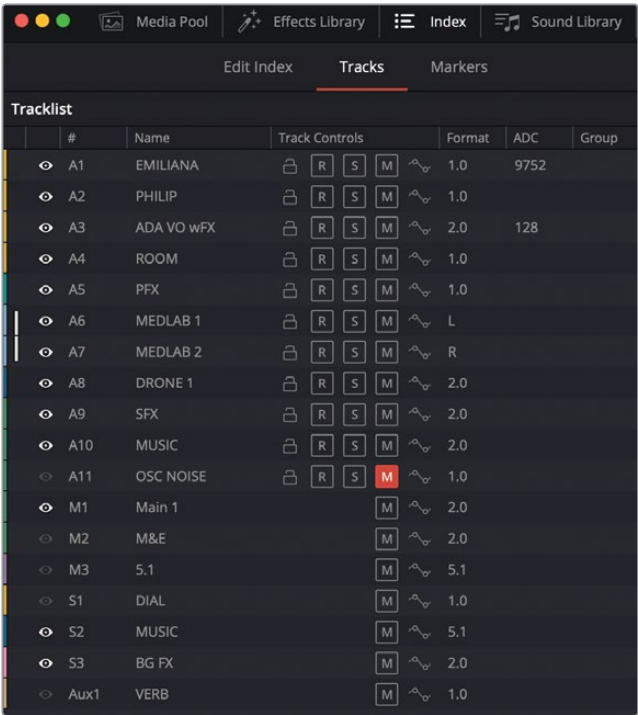 Media Pool Effects Library Index Sound Library
Edit Index Tracks Markers
Tracklist
# Name Track Controls Format ADC Group
A1 EMILIANA R S M 1.0 9752
A2 PHILIP R S M 1.0
A3 ADA VO wFX R S M 2.0 128
A4 ROOM R S M 1.0
A5 PFX R S M 1.0
A6 MEDLAB 1 R S M L
A7 MEDLAB 2 R S M R
A8 DRONE 1 R S M 2.0
A9 SFX R S M 2.0
A10 MUSIC R S M 2.0
A11 OSC NOISE R S M 1.0
M1 Main 1 M 2.0
M2 M&E M 2.0
M3 5.1 M 5.1
S1 DIAL M 1.0
S2 MUSIC M 5.1
S3 BG FX M 2.0
Aux1 VERB M 1.0